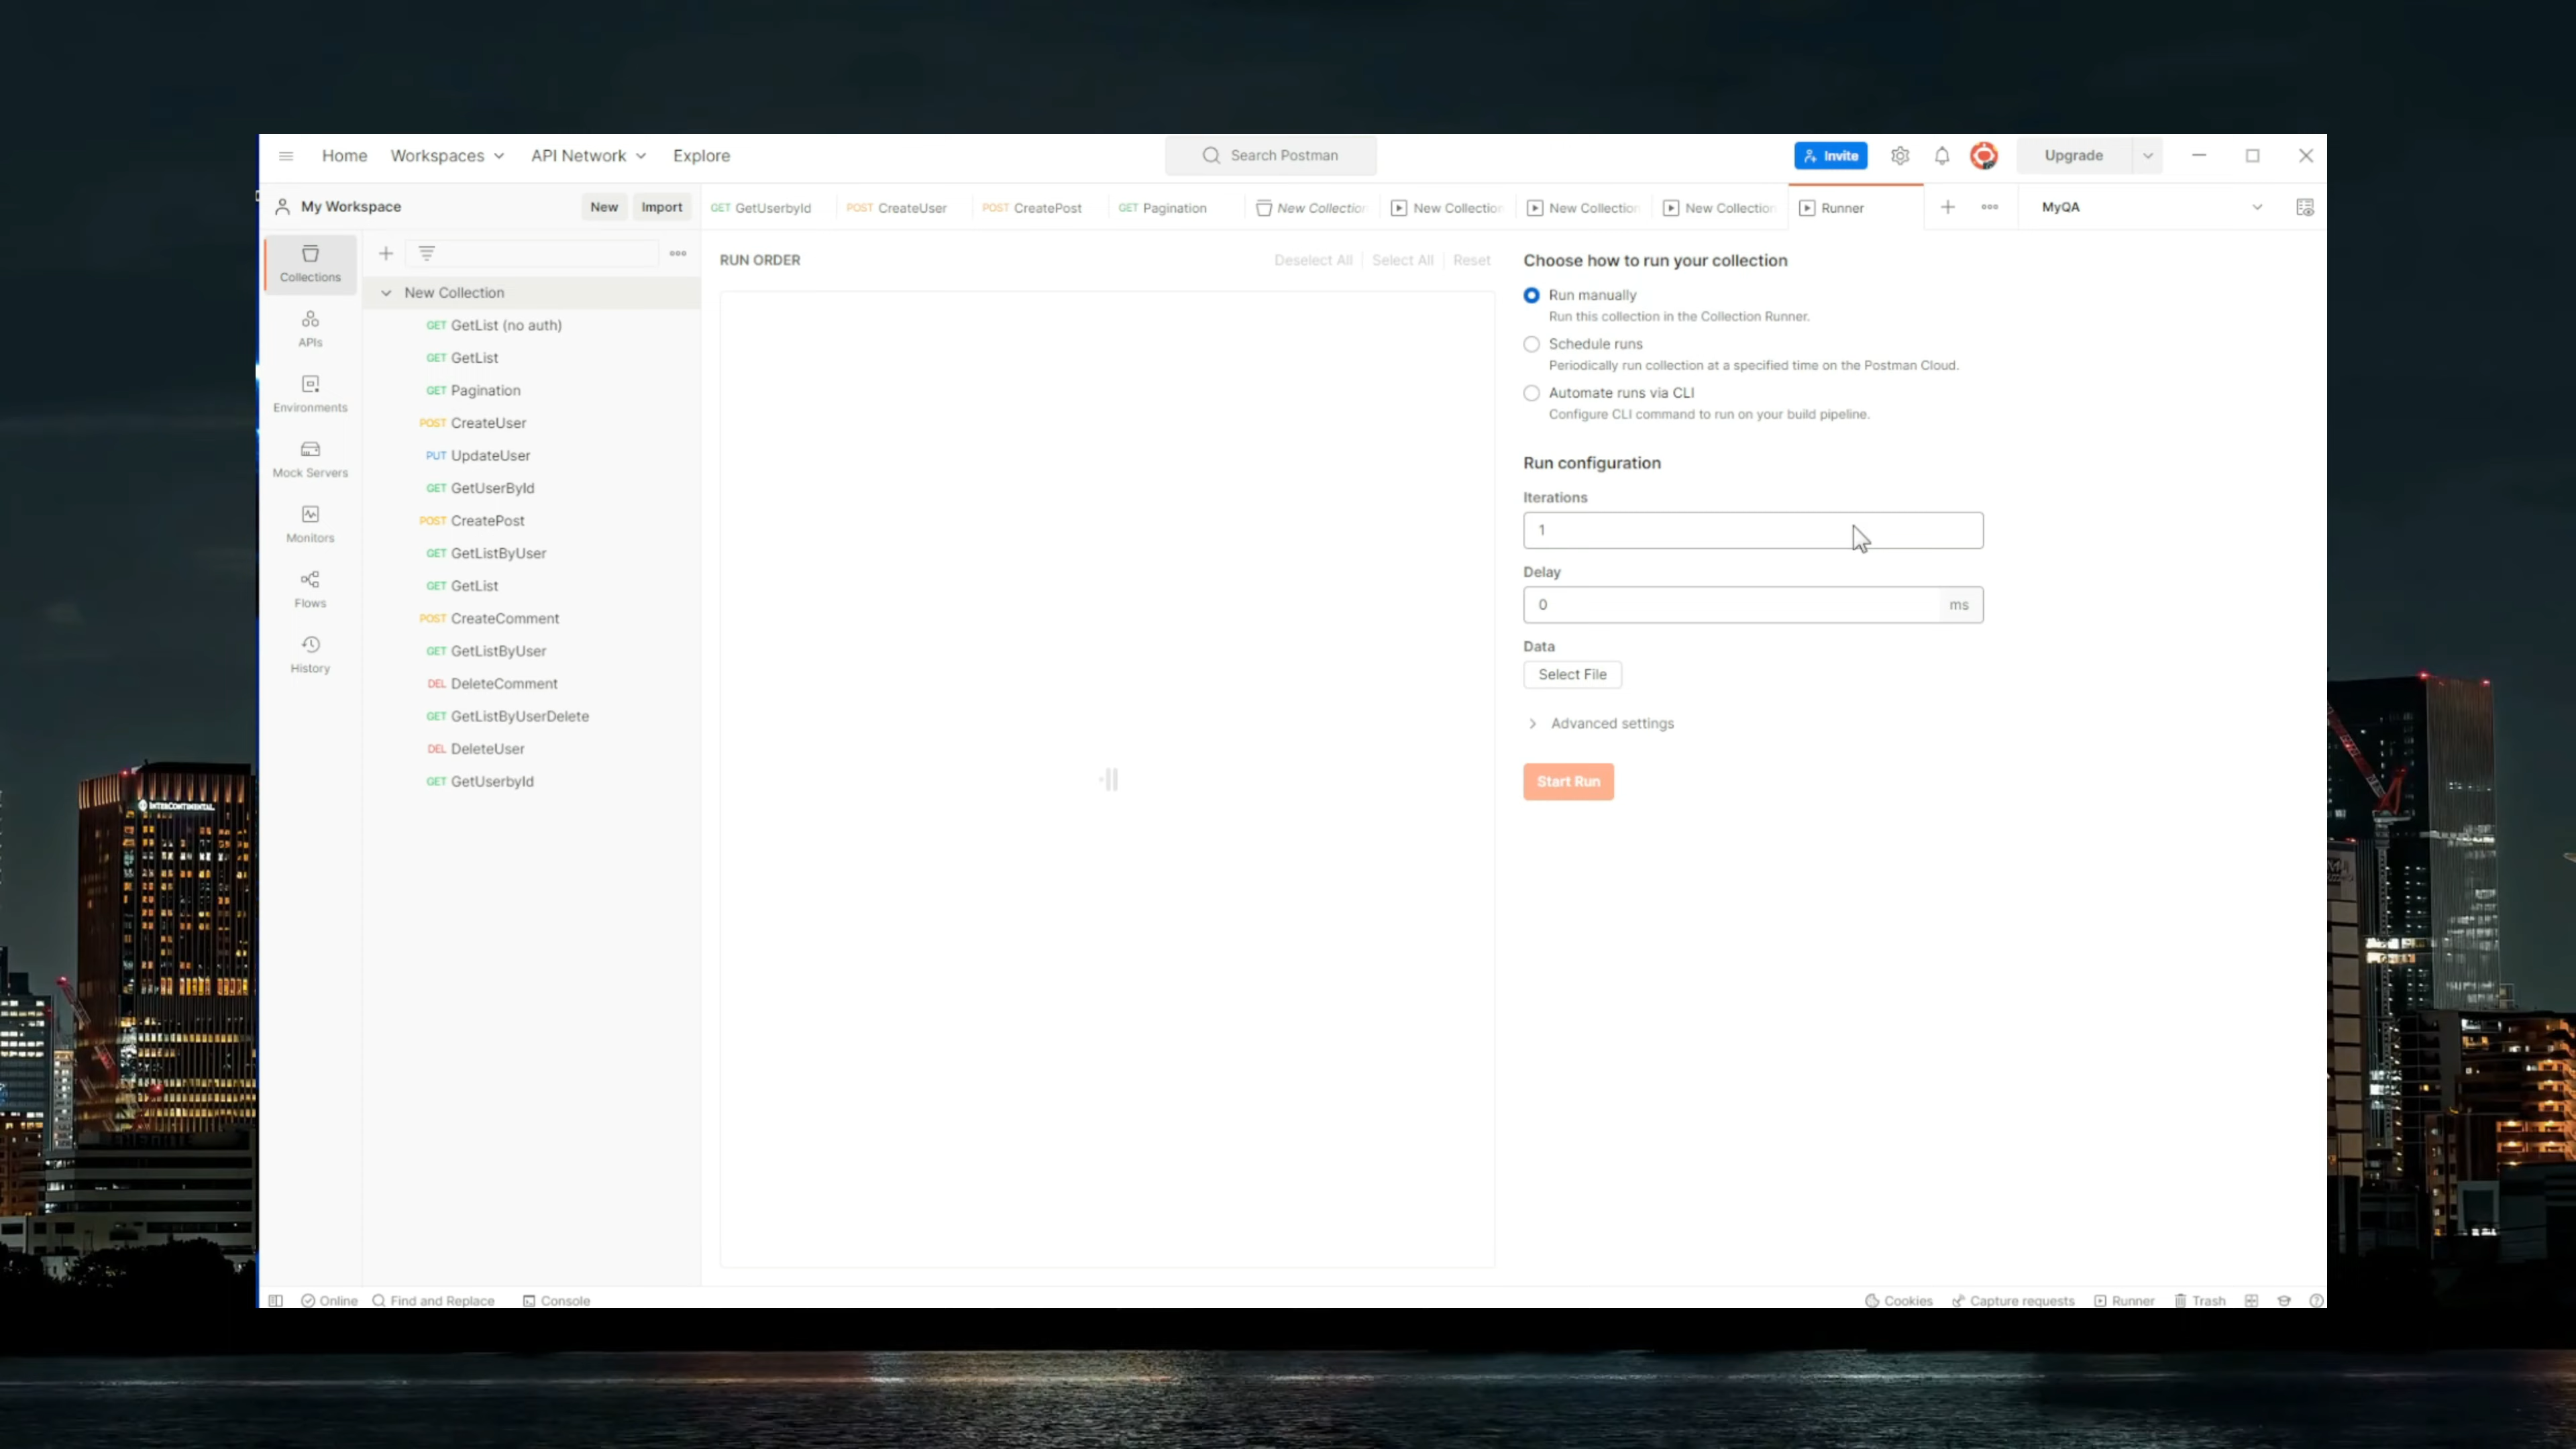 Home
Workspaces
API Network
Explore
Search Postman
Invite
Upgrade
My Workspace
New
Import
GET GetUserbyId
POST CreateUser
POST CreatePost
GET Pagination
New Collection
New Collection
New Collection
New Collection
Runner
MyQA
Collections
APIs
Environments
Mock Servers
Monitors
Flows
History
New Collection
GET GetList (no auth)
GET GetList
GET Pagination
POST CreateUser
PUT UpdateUser
GET GetUserById
POST CreatePost
GET GetListByUser
GET GetList
POST CreateComment
GET GetListByUser
DEL DeleteComment
GET GetListByUserDelete
DEL DeleteUser
GET GetUserbyId
RUN ORDER
Deselect All
Select All
Reset
Choose how to run your collection
Run manually
Run this collection in the Collection Runner.
Schedule runs
Periodically run collection at a specified time on the Postman Cloud.
Automate runs via CLI
Configure CLI command to run on your build pipeline.
Run configuration
Iterations
1
Delay
0
ms
Data
Select File
Advanced settings
Start Run
Online
Find and Replace
Console
Cookies
Capture requests
Runner
Trash
INTERCONTINENTAL